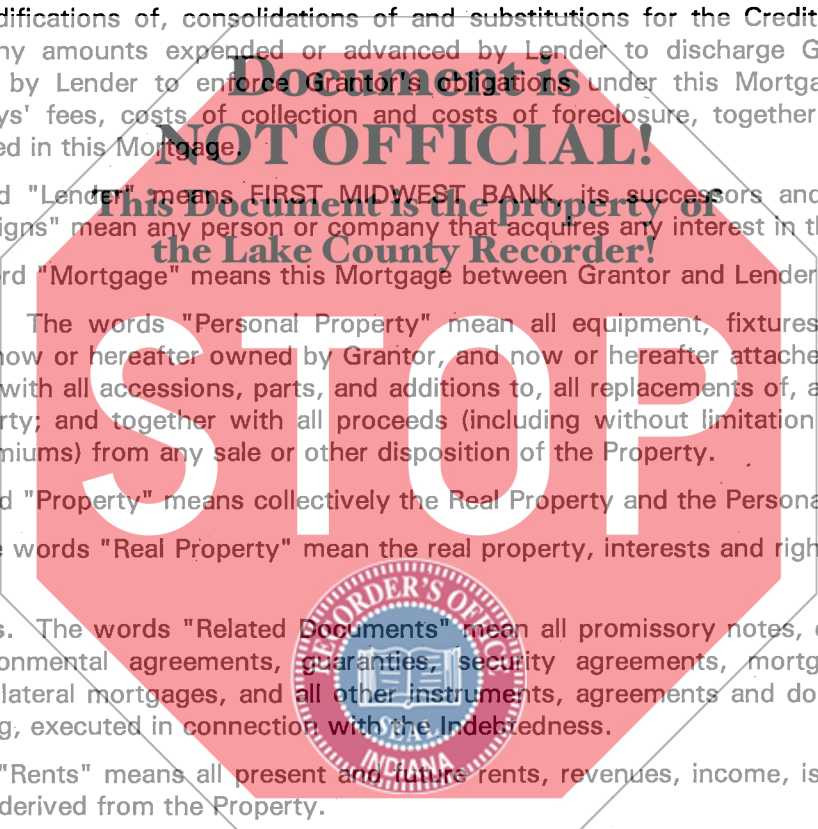 difications of, consolidations of and substitutions for the Credit
ny amounts expended or advanced by Lender to discharge G
by Lender to enforce Grantor's obligations under this Mortga
ys' fees, costs of collection and costs of foreclosure, together
ed in this Mortgage.
Document is
NOT OFFICIAL!
This Document is the property of
the Lake County Recorder!
d "Lender" means FIRST MIDWEST BANK, its successors and
igns" mean any person or company that acquires any interest in th
rd "Mortgage" means this Mortgage between Grantor and Lender
The words "Personal Property" mean all equipment, fixtures
now or hereafter owned by Grantor, and now or hereafter attache
with all accessions, parts, and additions to, all replacements of, a
rty; and together with all proceeds (including without limitation
miums) from any sale or other disposition of the Property.
STOP
d "Property" means collectively the Real Property and the Persona
e words "Real Property" mean the real property, interests and righ
s. The words "Related Documents" mean all promissory notes,
onmental agreements, guaranties, security agreements, mortg
lateral mortgages, and all other instruments, agreements and do
g, executed in connection with the Indebtedness.
RECORDER'S OFFICE
SEAL
INDIANA
"Rents" means all present and future rents, revenues, income, is
derived from the Property.